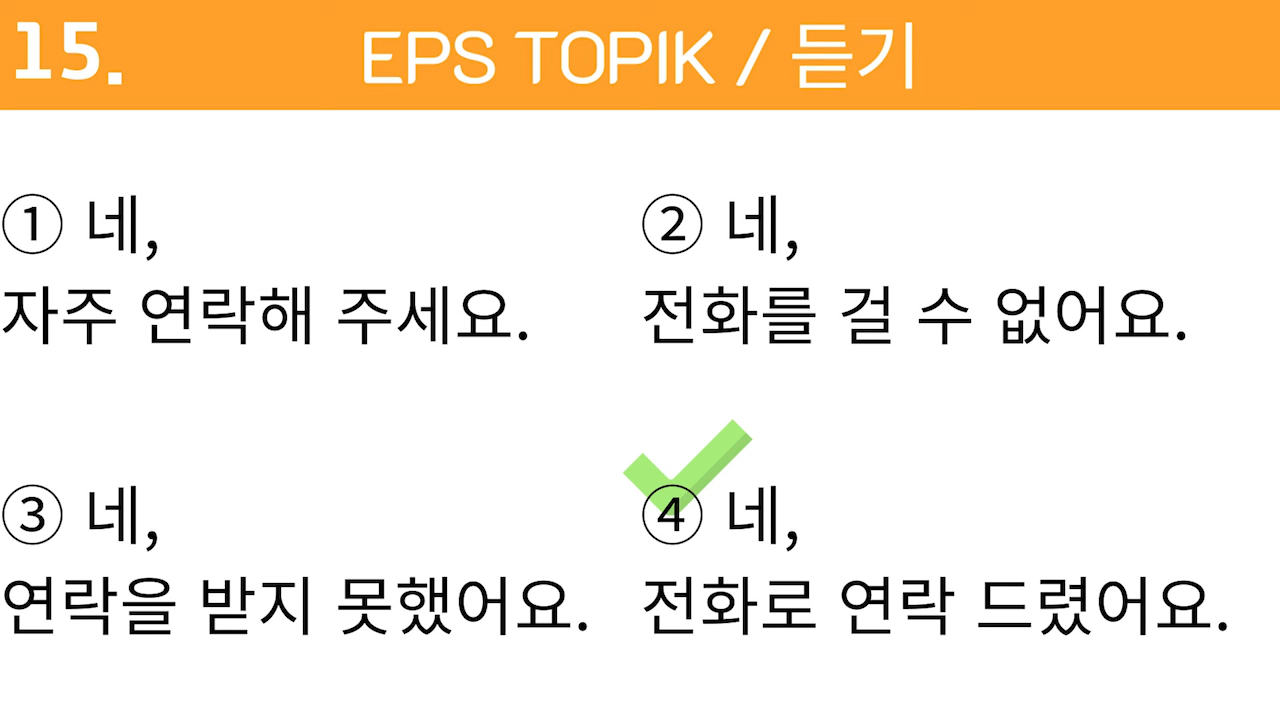 15. EPS TOPIK / 듣기
① 네,
자주 연락해 주세요.
② 네,
전화를 걸 수 없어요.
③ 네,
연락을 받지 못했어요.
④ 네,
전화로 연락 드렸어요.